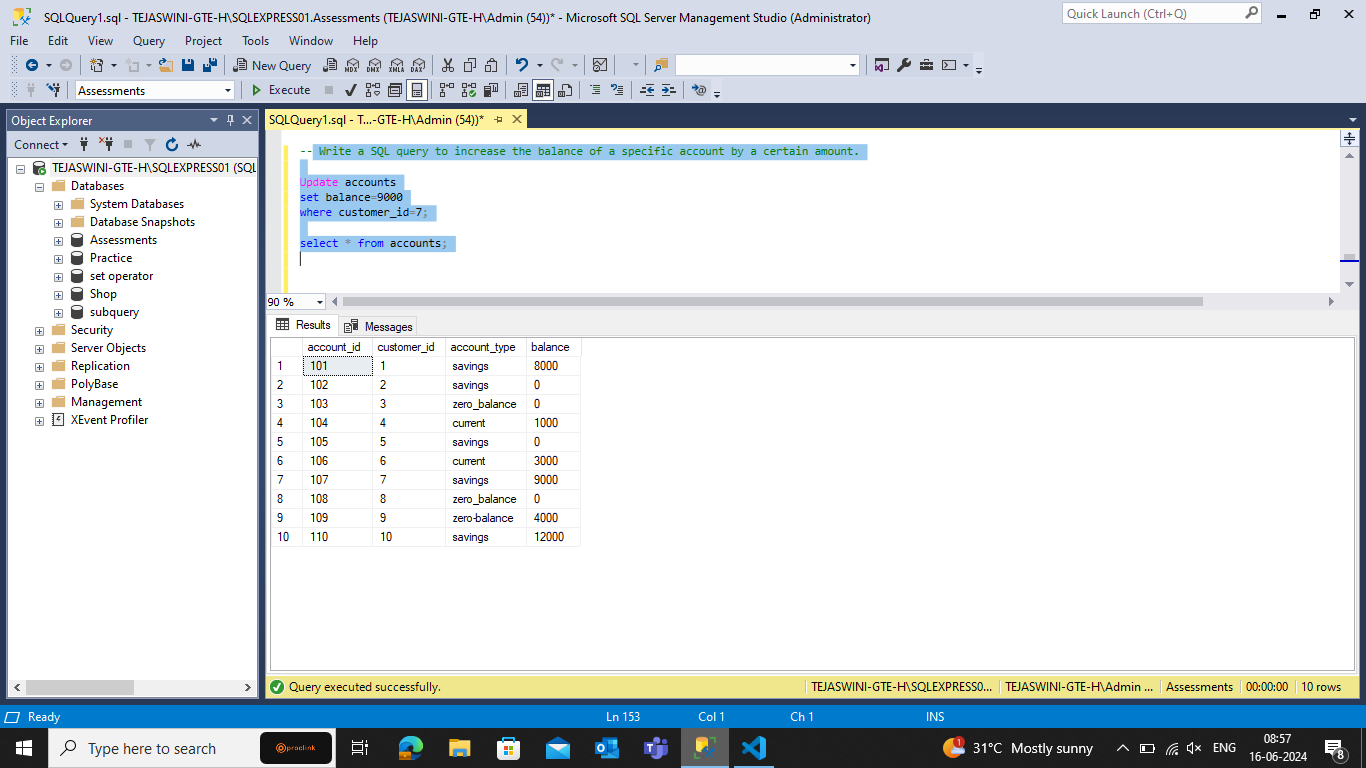 SQLQuery1.sql - TEJASWINI-GTE-H\SQLEXPRESS01.Assessments (TEJASWINI-GTE-H\Admin (54))* - Microsoft SQL Server Management Studio (Administrator)
Quick Launch (Ctrl+Q)
File Edit View Query Project Tools Window Help
New Query
MDX DMX XMLA DAX
Assessments
Execute
Object Explorer
SQLQuery1.sql - T...-GTE-H\Admin (54))*
Connect
TEJASWINI-GTE-H\SQLEXPRESS01 (SQL
Databases
System Databases
Database Snapshots
Assessments
Practice
set operator
Shop
subquery
Security
Server Objects
Replication
PolyBase
Management
XEvent Profiler
-- Write a SQL query to increase the balance of a specific account by a certain amount.
Update accounts
set balance=9000
where customer_id=7;
select * from accounts;
90 %
Results Messages
account_id customer_id account_type balance
1 101 1 savings 8000
2 102 2 savings 0
3 103 3 zero_balance 0
4 104 4 current 1000
5 105 5 savings 0
6 106 6 current 3000
7 107 7 savings 9000
8 108 8 zero_balance 0
9 109 9 zero-balance 4000
10 110 10 savings 12000
Query executed successfully.
TEJASWINI-GTE-H\SQLEXPRESS0... TEJASWINI-GTE-H\Admin ... Assessments 00:00:00 10 rows
Ready Ln 153 Col 1 Ch 1 INS
Type here to search
proclink
1
31°C Mostly sunny
ENG
08:57
16-06-2024
8